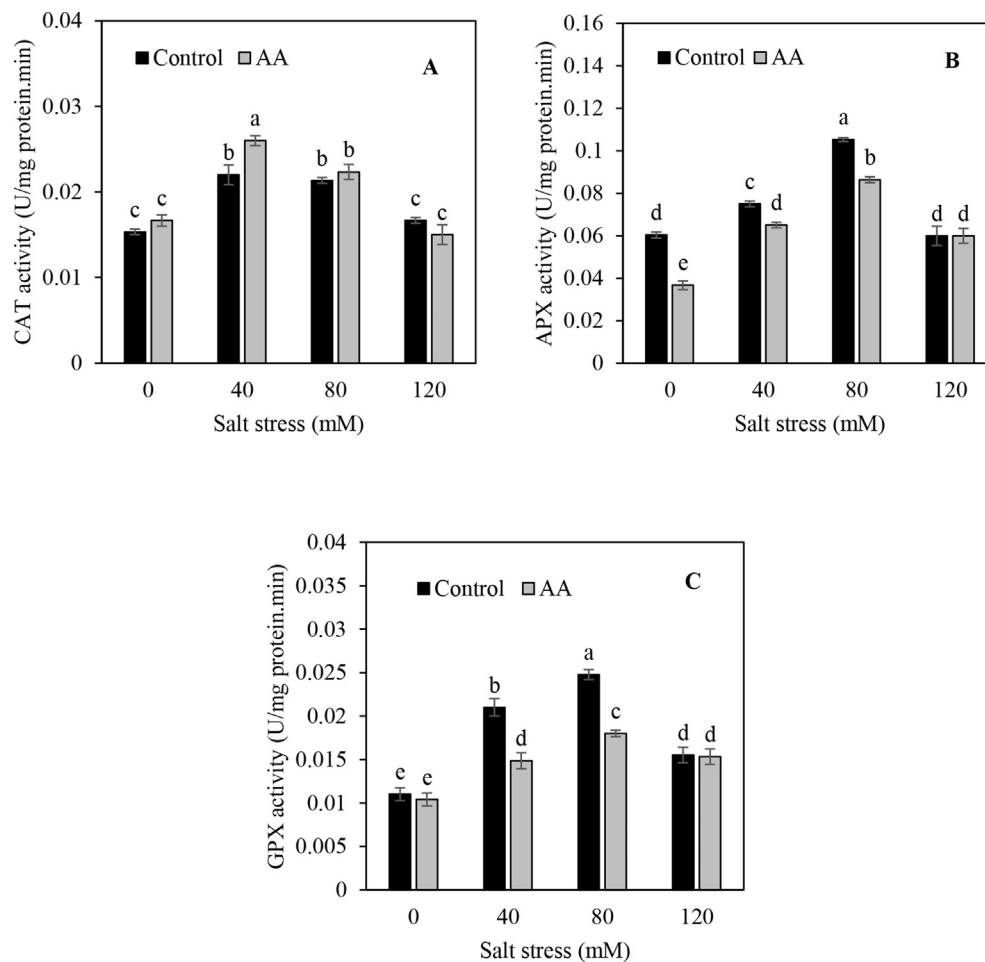 CAT activity (U/mg protein.min)
0.04
0.03
0.02
0.01
0
Control AA
A
c c b a b b c c
0 40 80 120
Salt stress (mM)
APX activity (U/mg protein.min)
0.16
0.14
0.12
0.1
0.08
0.06
0.04
0.02
0
Control AA
B
d e c d a b d d
0 40 80 120
Salt stress (mM)
GPX activity (U/mg protein.min)
0.04
0.035
0.03
0.025
0.02
0.015
0.01
0.005
0
Control AA
C
e e b d a c d d
0 40 80 120
Salt stress (mM)